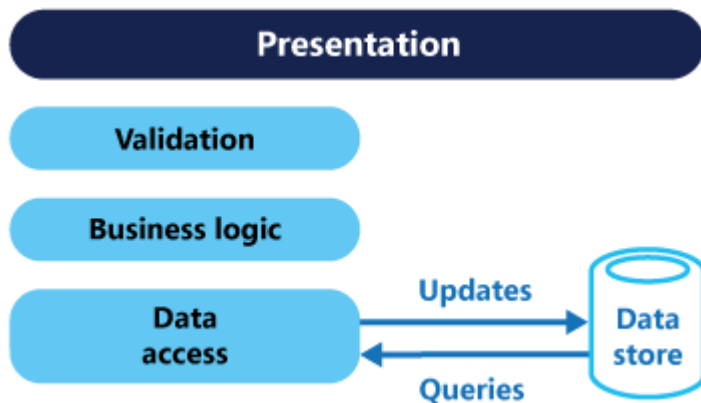 Presentation
Validation
Business logic
Data
access
Updates
Queries
Data
store